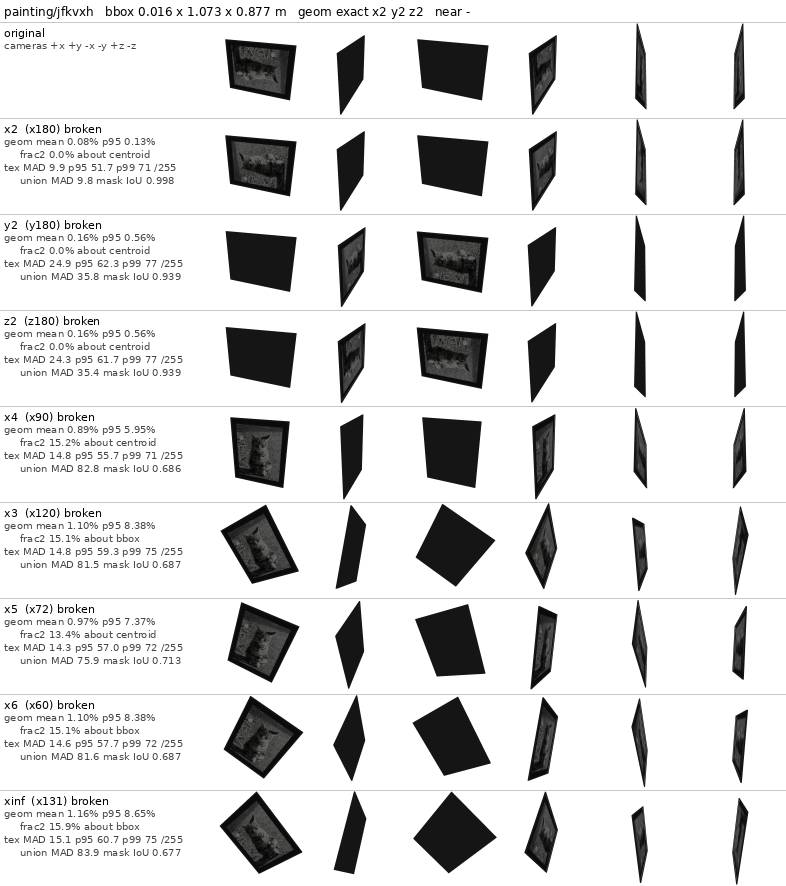 painting/jfkvxh bbox 0.016 x 1.073 x 0.877 m geom exact x2 y2 z2 near -
original
cameras +x +y -x -y +z -z
x2 (x180) broken
geom mean 0.08% p95 0.13%
frac2 0.0% about centroid
tex MAD 9.9 p95 51.7 p99 71 /255
union MAD 9.8 mask IoU 0.998
y2 (y180) broken
geom mean 0.16% p95 0.56%
frac2 0.0% about centroid
tex MAD 24.9 p95 62.3 p99 77 /255
union MAD 35.8 mask IoU 0.939
z2 (z180) broken
geom mean 0.16% p95 0.56%
frac2 0.0% about centroid
tex MAD 24.3 p95 61.7 p99 77 /255
union MAD 35.4 mask IoU 0.939
x4 (x90) broken
geom mean 0.89% p95 5.95%
frac2 15.2% about centroid
tex MAD 14.8 p95 55.7 p99 71 /255
union MAD 82.8 mask IoU 0.686
x3 (x120) broken
geom mean 1.10% p95 8.38%
frac2 15.1% about bbox
tex MAD 14.8 p95 59.3 p99 75 /255
union MAD 81.5 mask IoU 0.687
x5 (x72) broken
geom mean 0.97% p95 7.37%
frac2 13.4% about centroid
tex MAD 14.3 p95 57.0 p99 72 /255
union MAD 75.9 mask IoU 0.713
x6 (x60) broken
geom mean 1.10% p95 8.38%
frac2 15.1% about bbox
tex MAD 14.6 p95 57.7 p99 72 /255
union MAD 81.6 mask IoU 0.687
xinf (x131) broken
geom mean 1.16% p95 8.65%
frac2 15.9% about bbox
tex MAD 15.1 p95 60.7 p99 75 /255
union MAD 83.9 mask IoU 0.677